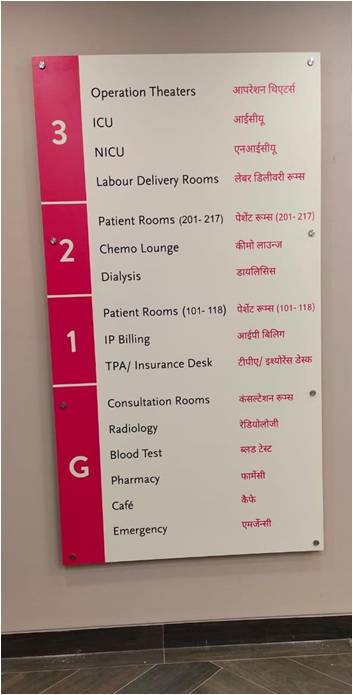 3
Operation Theaters आपरेशन थिएटर्स
ICU आईसीयू
NICU एनआईसीयू
Labour Delivery Rooms लेबर डिलीवरी रूम्स
2
Patient Rooms (201- 217) पेशेंट रूम्स (201- 217)
Chemo Lounge कीमो लाउन्ज
Dialysis डायलिसिस
1
Patient Rooms (101- 118) पेशेंट रूम्स (101- 118)
IP Billing आईपी बिलिंग
TPA/ Insurance Desk टीपीए/ इंश्योरेंस डेस्क
G
Consultation Rooms कंसल्टेशन रूम्स
Radiology रेडियोलोजी
Blood Test ब्लड टेस्ट
Pharmacy फार्मेसी
Café कैफे
Emergency एमर्जेन्सी